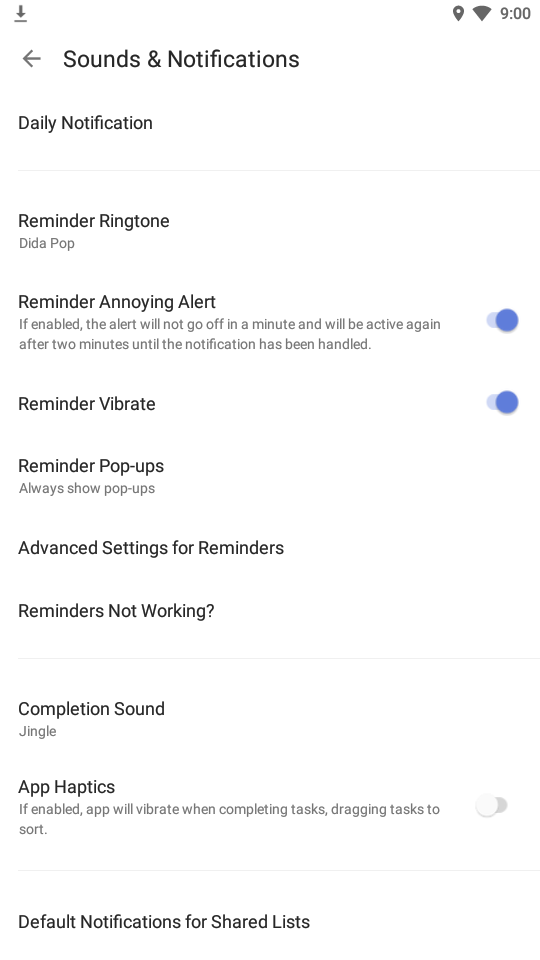 9:00
Sounds & Notifications
Daily Notification
Reminder Ringtone
Dida Pop
Reminder Annoying Alert
If enabled, the alert will not go off in a minute and will be active again
after two minutes until the notification has been handled.
Reminder Vibrate
Reminder Pop-ups
Always show pop-ups
Advanced Settings for Reminders
Reminders Not Working?
Completion Sound
Jingle
App Haptics
If enabled, app will vibrate when completing tasks, dragging tasks to
sort.
Default Notifications for Shared Lists